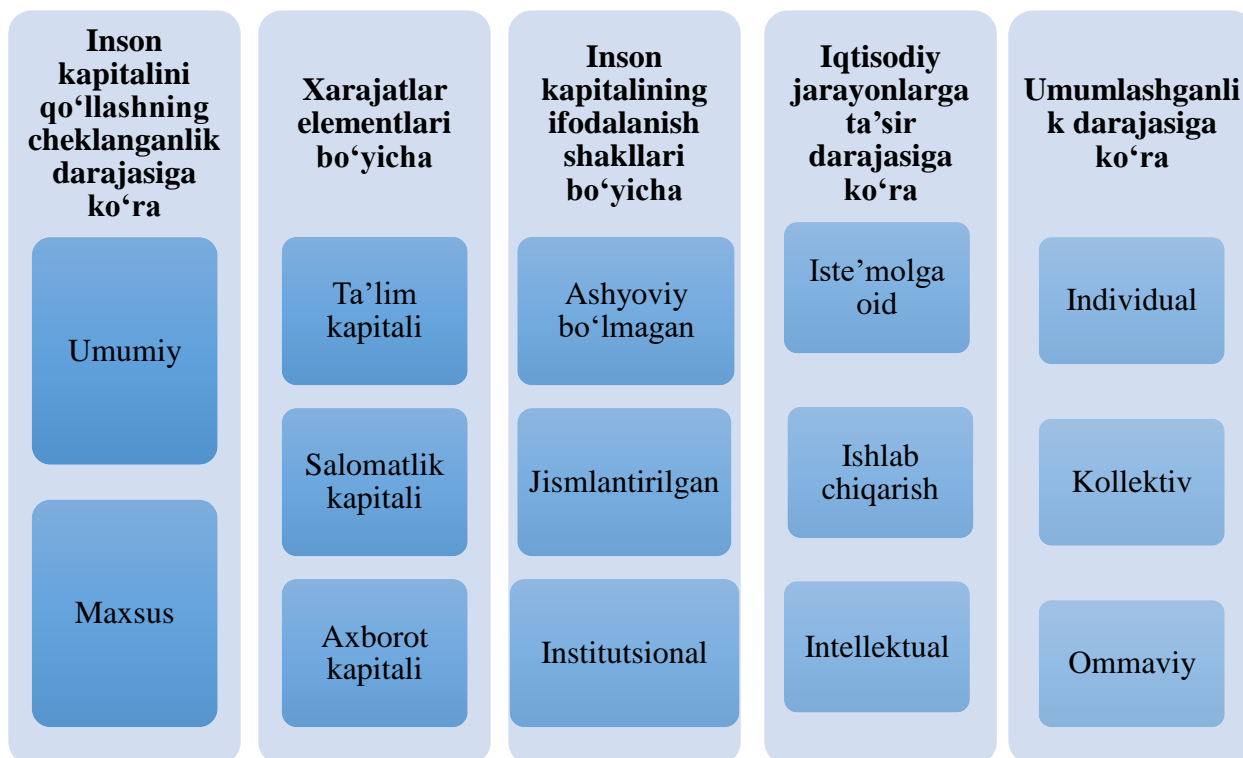 Inson
kapitalini
qo‘llashning
cheklanganlik
darajasiga
ko‘ra
Umumiy
Maxsus
Xarajatlar
elementlari
bo‘yicha
Ta’lim
kapitali
Salomatlik
kapitali
Axborot
kapitali
Inson
kapitalining
ifodalanish
shakllari
bo‘yicha
Ashyoviy
bo‘lmagan
Jismlantirilgan
Institutsional
Iqtisodiy
jarayonlarga
ta’sir
darajasiga
ko‘ra
Iste’molga
oid
Ishlab
chiqarish
Intellektual
Umumlashganli
k darajasiga
ko‘ra
Individual
Kollektiv
Ommaviy